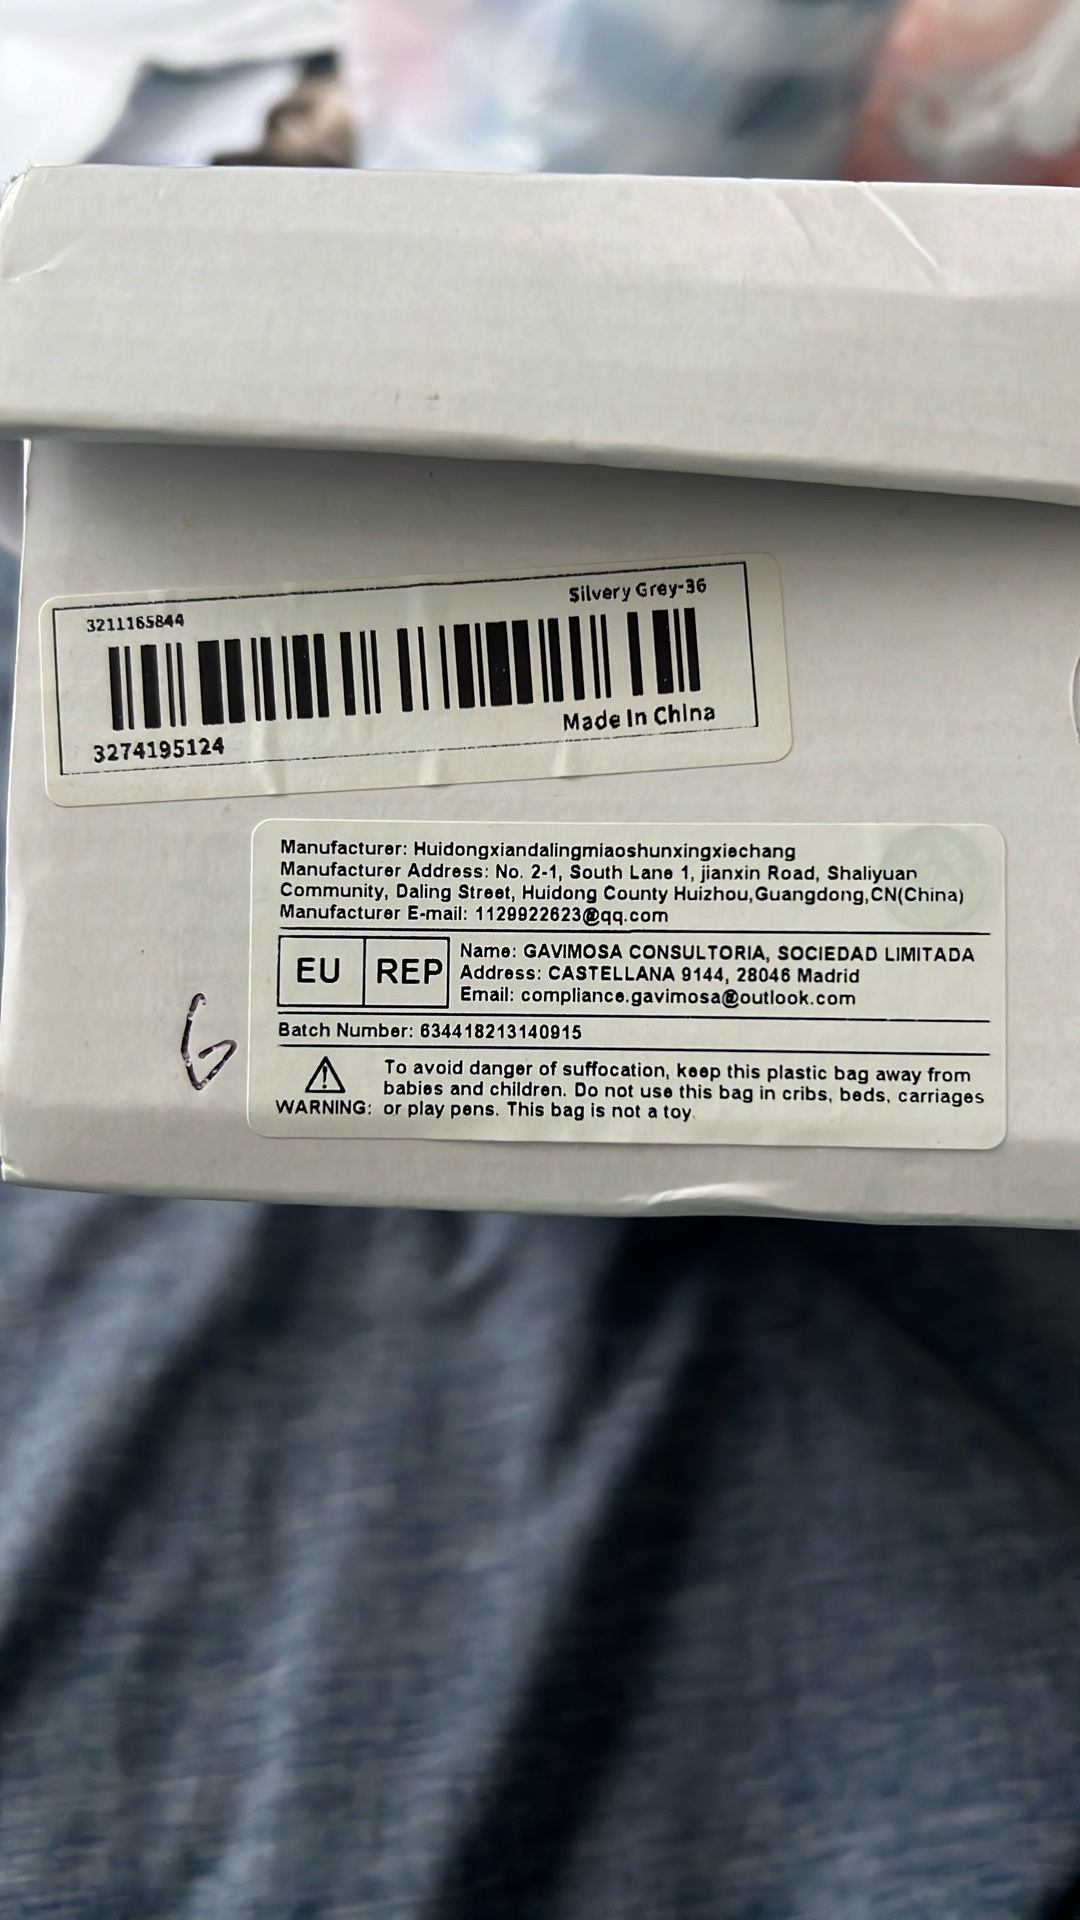 3211165844
Silvery Grey-36
3274195124
Made In China
Manufacturer: Huidongxiandalingmiaoshunxingxiechang
Manufacturer Address: No. 2-1, South Lane 1, jianxin Road, Shaliyuan
Community, Daling Street, Huidong County Huizhou,Guangdong,CN(China)
Manufacturer E-mail: 1129922623@qq.com
EU REP
Name: GAVIMOSA CONSULTORIA, SOCIEDAD LIMITADA
Address: CASTELLANA 9144, 28046 Madrid
Email: compliance.gavimosa@outlook.com
Batch Number: 634418213140915
To avoid danger of suffocation, keep this plastic bag away from
babies and children. Do not use this bag in cribs, beds, carriages
WARNING: or play pens. This bag is not a toy.
6